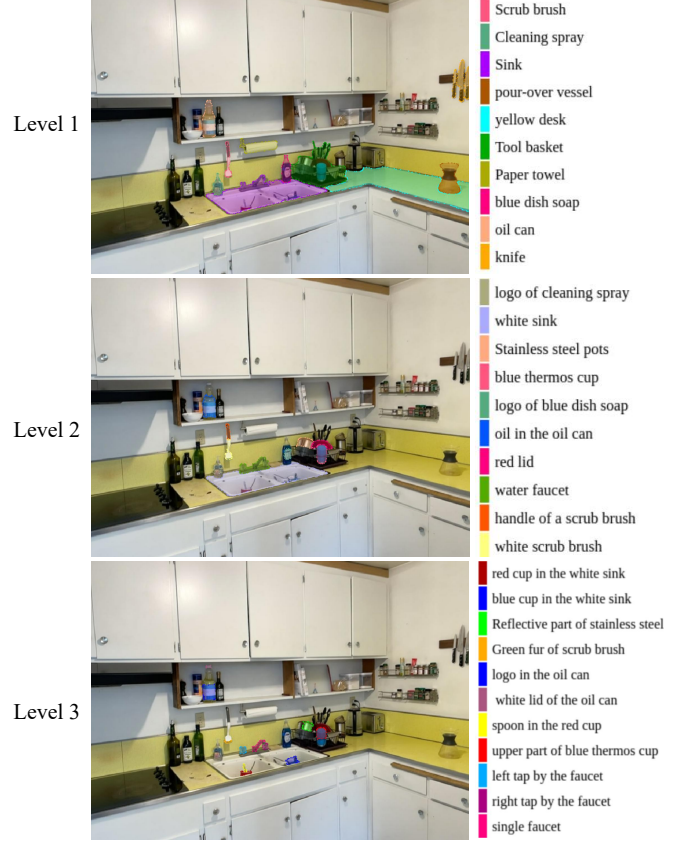 Level 1
Scrub brush
Cleaning spray
Sink
pour-over vessel
yellow desk
Tool basket
Paper towel
blue dish soap
oil can
knife
Level 2
logo of cleaning spray
white sink
Stainless steel pots
blue thermos cup
logo of blue dish soap
oil in the oil can
red lid
water faucet
handle of a scrub brush
white scrub brush
Level 3
red cup in the white sink
blue cup in the white sink
Reflective part of stainless steel
Green fur of scrub brush
logo in the oil can
white lid of the oil can
spoon in the red cup
upper part of blue thermos cup
left tap by the faucet
right tap by the faucet
single faucet